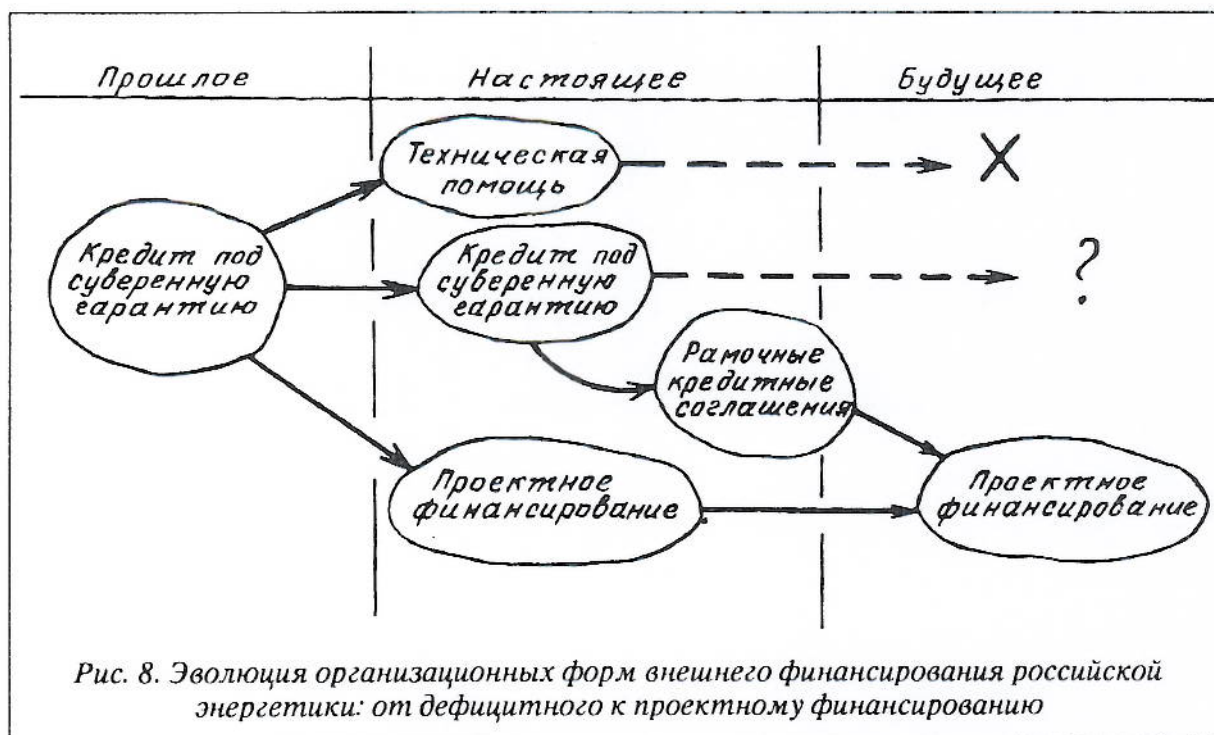 Прошлое
Настоящее
Будущее
Техническая
помощь
X
Кредит под
суверенную
гарантию
Кредит под
суверенную
гарантию
?
Рамочные
кредитные
соглашения
Проектное
финансирование
Проектное
финансирование
Рис. 8. Эволюция организационных форм внешнего финансирования российской
энергетики: от дефицитного к проектному финансированию